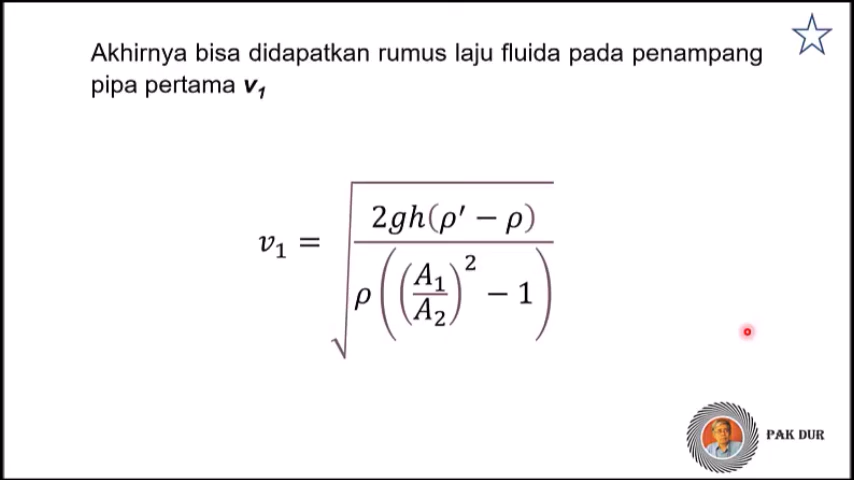 Akhirnya bisa didapatkan rumus laju fluida pada penampang
pipa pertama v₁
v₁ = √(2gh(ρ′ − ρ) / ρ((A₁/A₂)² − 1))
PAK DUR